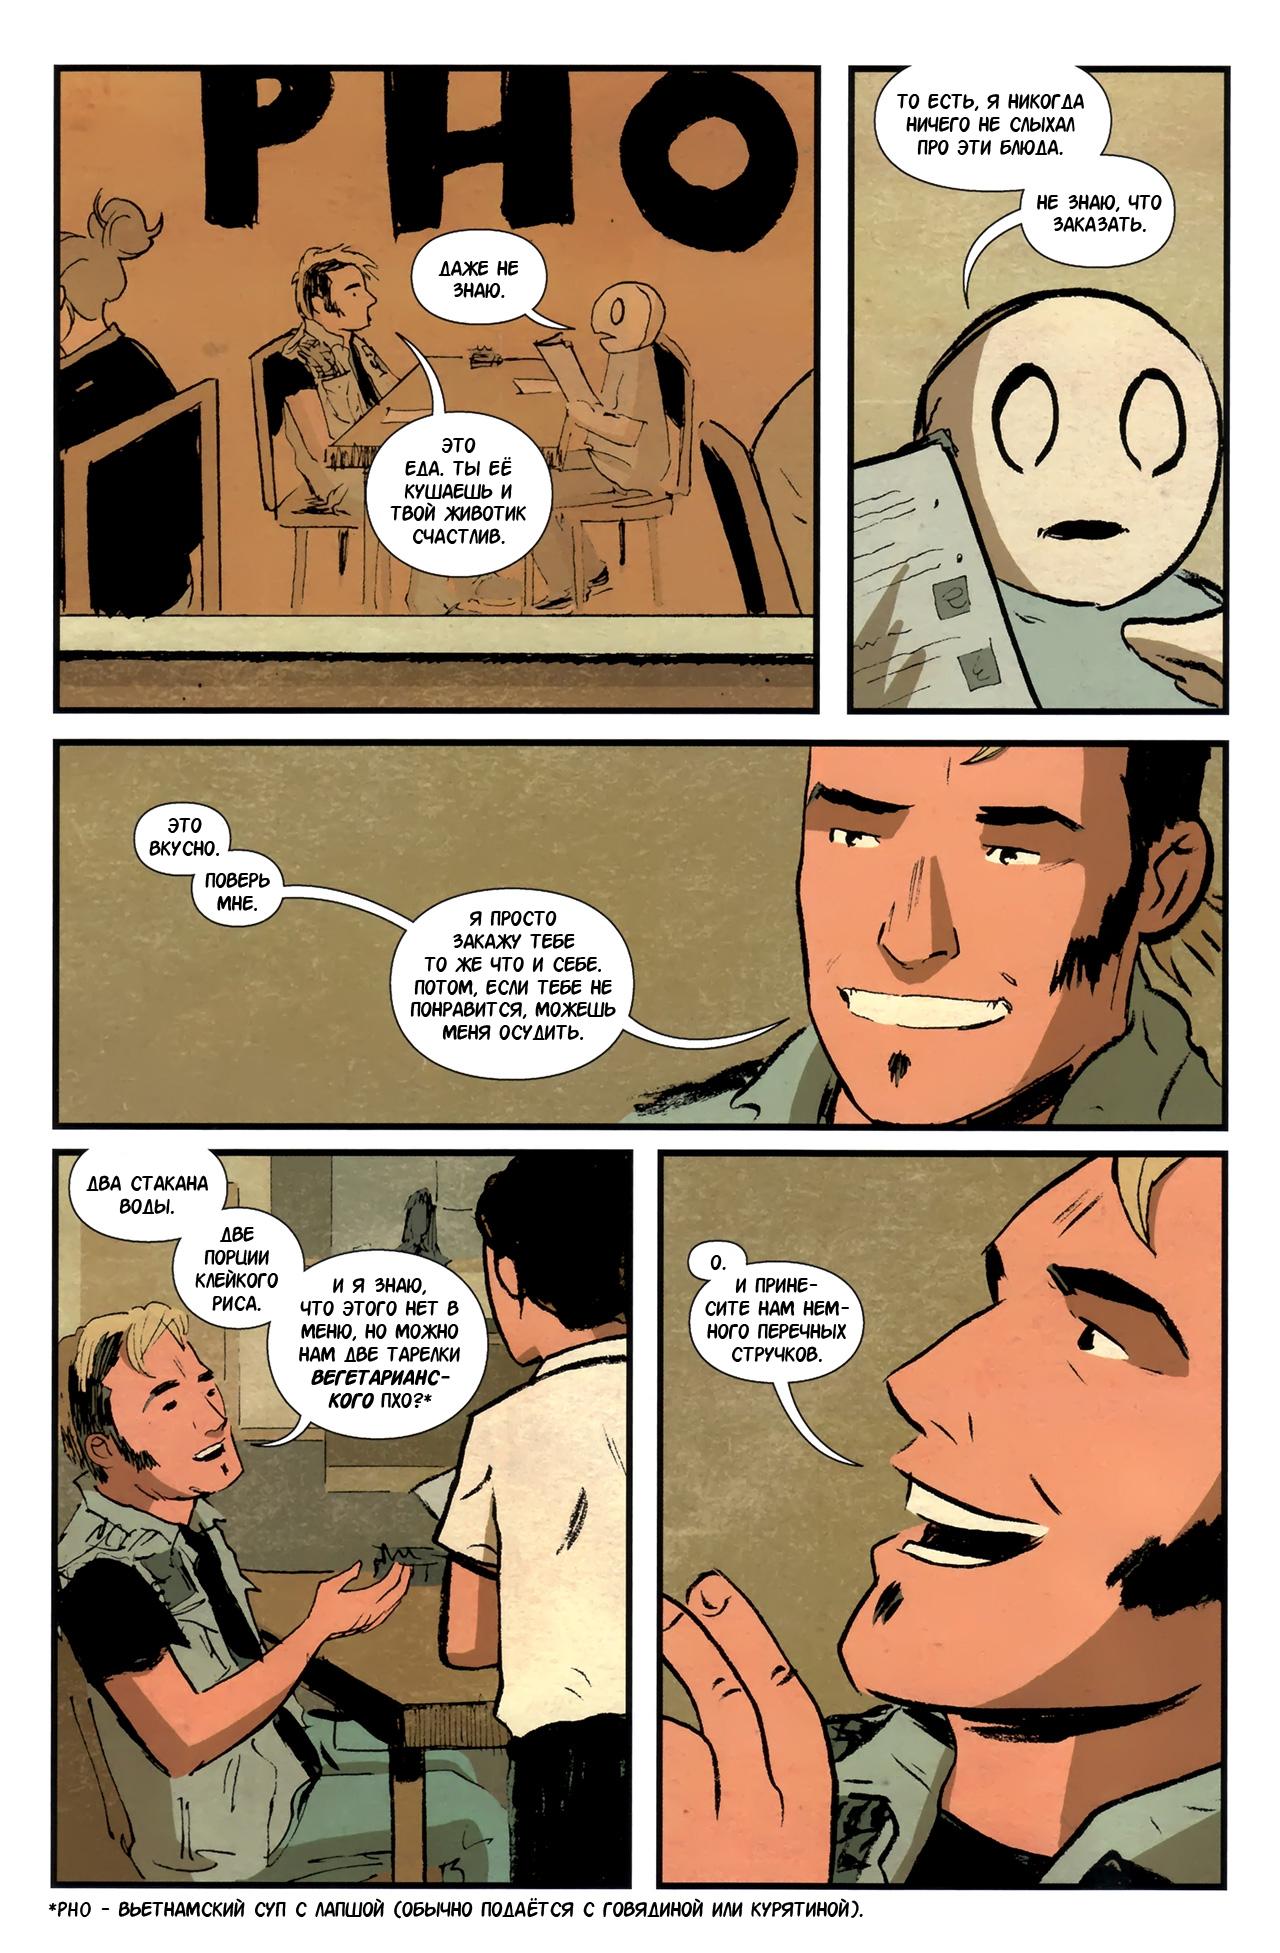 PHO
ДАЖЕ НЕ
ЗНАЮ.
ЭТО
ЕДА. ТЫ ЕЁ
КУШАЕШЬ И
ТВОЙ ЖИВОТИК
СЧАСТЛИВ.
ТО ЕСТЬ, Я НИКОГДА
НИЧЕГО НЕ СЛЫХАЛ
ПРО ЭТИ БЛЮДА.
НЕ ЗНАЮ, ЧТО
ЗАКАЗАТЬ.
ЭТО
ВКУСНО.
ПОВЕРЬ
МНЕ.
Я ПРОСТО
ЗАКАЖУ ТЕБЕ
ТО ЖЕ ЧТО И СЕБЕ.
ПОТОМ, ЕСЛИ ТЕБЕ НЕ
ПОНРАВИТСЯ, МОЖЕШЬ
МЕНЯ ОСУДИТЬ.
ДВА СТАКАНА
ВОДЫ.
ДВЕ
ПОРЦИИ
КЛЕЙКОГО
РИСА.
И Я ЗНАЮ,
ЧТО ЭТОГО НЕТ В
МЕНЮ, НО МОЖНО
НАМ ДВЕ ТАРЕЛКИ
ВЕГЕТАРИАНС-
КОГО ПХО?*
О.
И ПРИНЕ-
СИТЕ НАМ НЕМ-
НОГО ПЕРЕЧНЫХ
СТРУЧКОВ.
*PHO - ВЬЕТНАМСКИЙ СУП С ЛАПШОЙ (ОБЫЧНО ПОДАЁТСЯ С ГОВЯДИНОЙ ИЛИ КУРЯТИНОЙ).